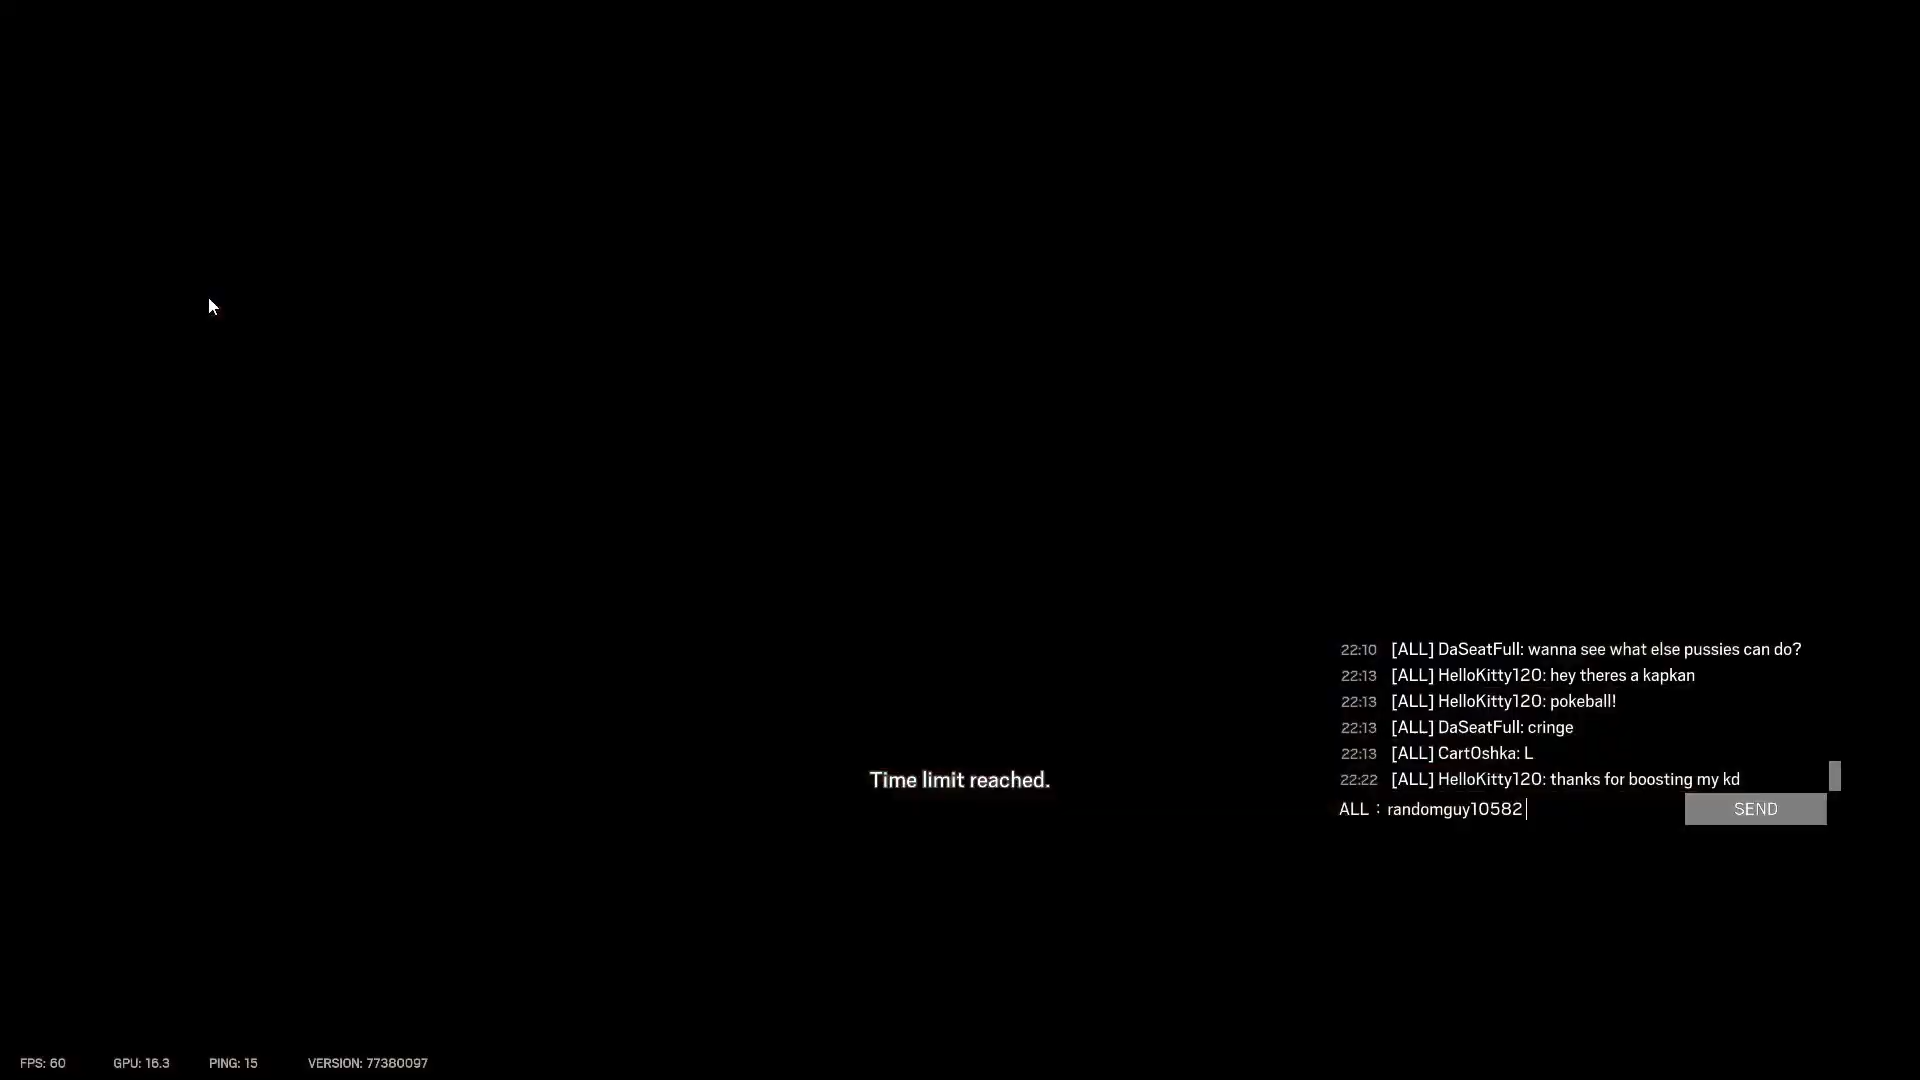 22:10 [ALL] DaSeatFull: wanna see what else pussies can do?
22:13 [ALL] HelloKitty120: hey theres a kapkan
22:13 [ALL] HelloKitty120: pokeball!
22:13 [ALL] DaSeatFull: cringe
22:13 [ALL] CartOshka: L
22:22 [ALL] HelloKitty120: thanks for boosting my kd
Time limit reached.
ALL : randomguy10582 SEND
FPS: 60 GPU: 16.3 PING: 15 VERSION: 77380097